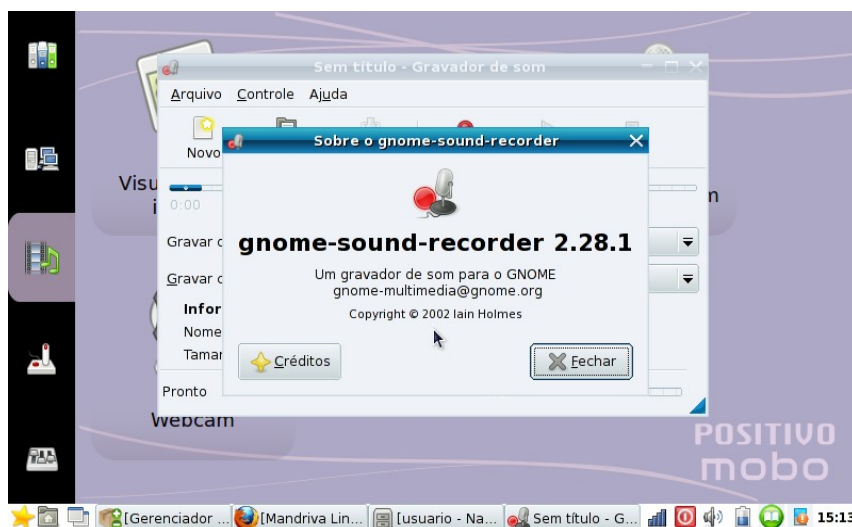 Sem título - Gravador de som
Arquivo Controle Ajuda
Novo
Sobre o gnome-sound-recorder
0:00
gnome-sound-recorder 2.28.1
Gravar
Um gravador de som para o GNOME
Gravar
gnome-multimedia@gnome.org
Copyright © 2002 Iain Holmes
Nome
Créditos Fechar
Pronto
Webcam
POSITIVO
mobo
[Gerenciador ... [Mandriva Lin... [usuario - Na... Sem título - G... 15:13